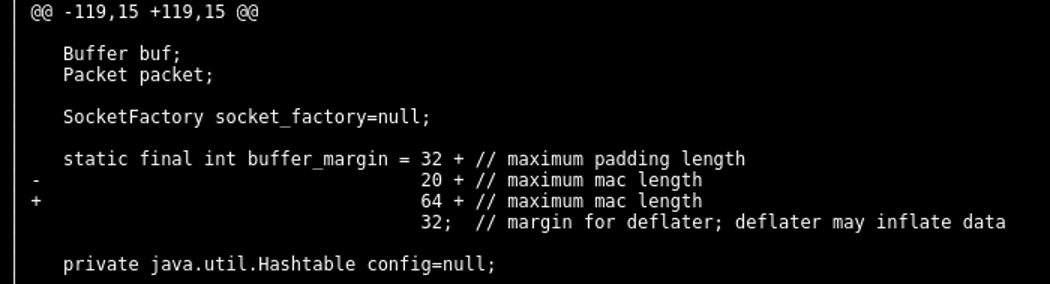 @@ -119,15 +119,15 @@
Buffer buf;
Packet packet;
SocketFactory socket_factory=null;
static final int buffer_margin = 32 + // maximum padding length
- 20 + // maximum mac length
+ 64 + // maximum mac length
32; // margin for deflater; deflater may inflate data
private java.util.Hashtable config=null;